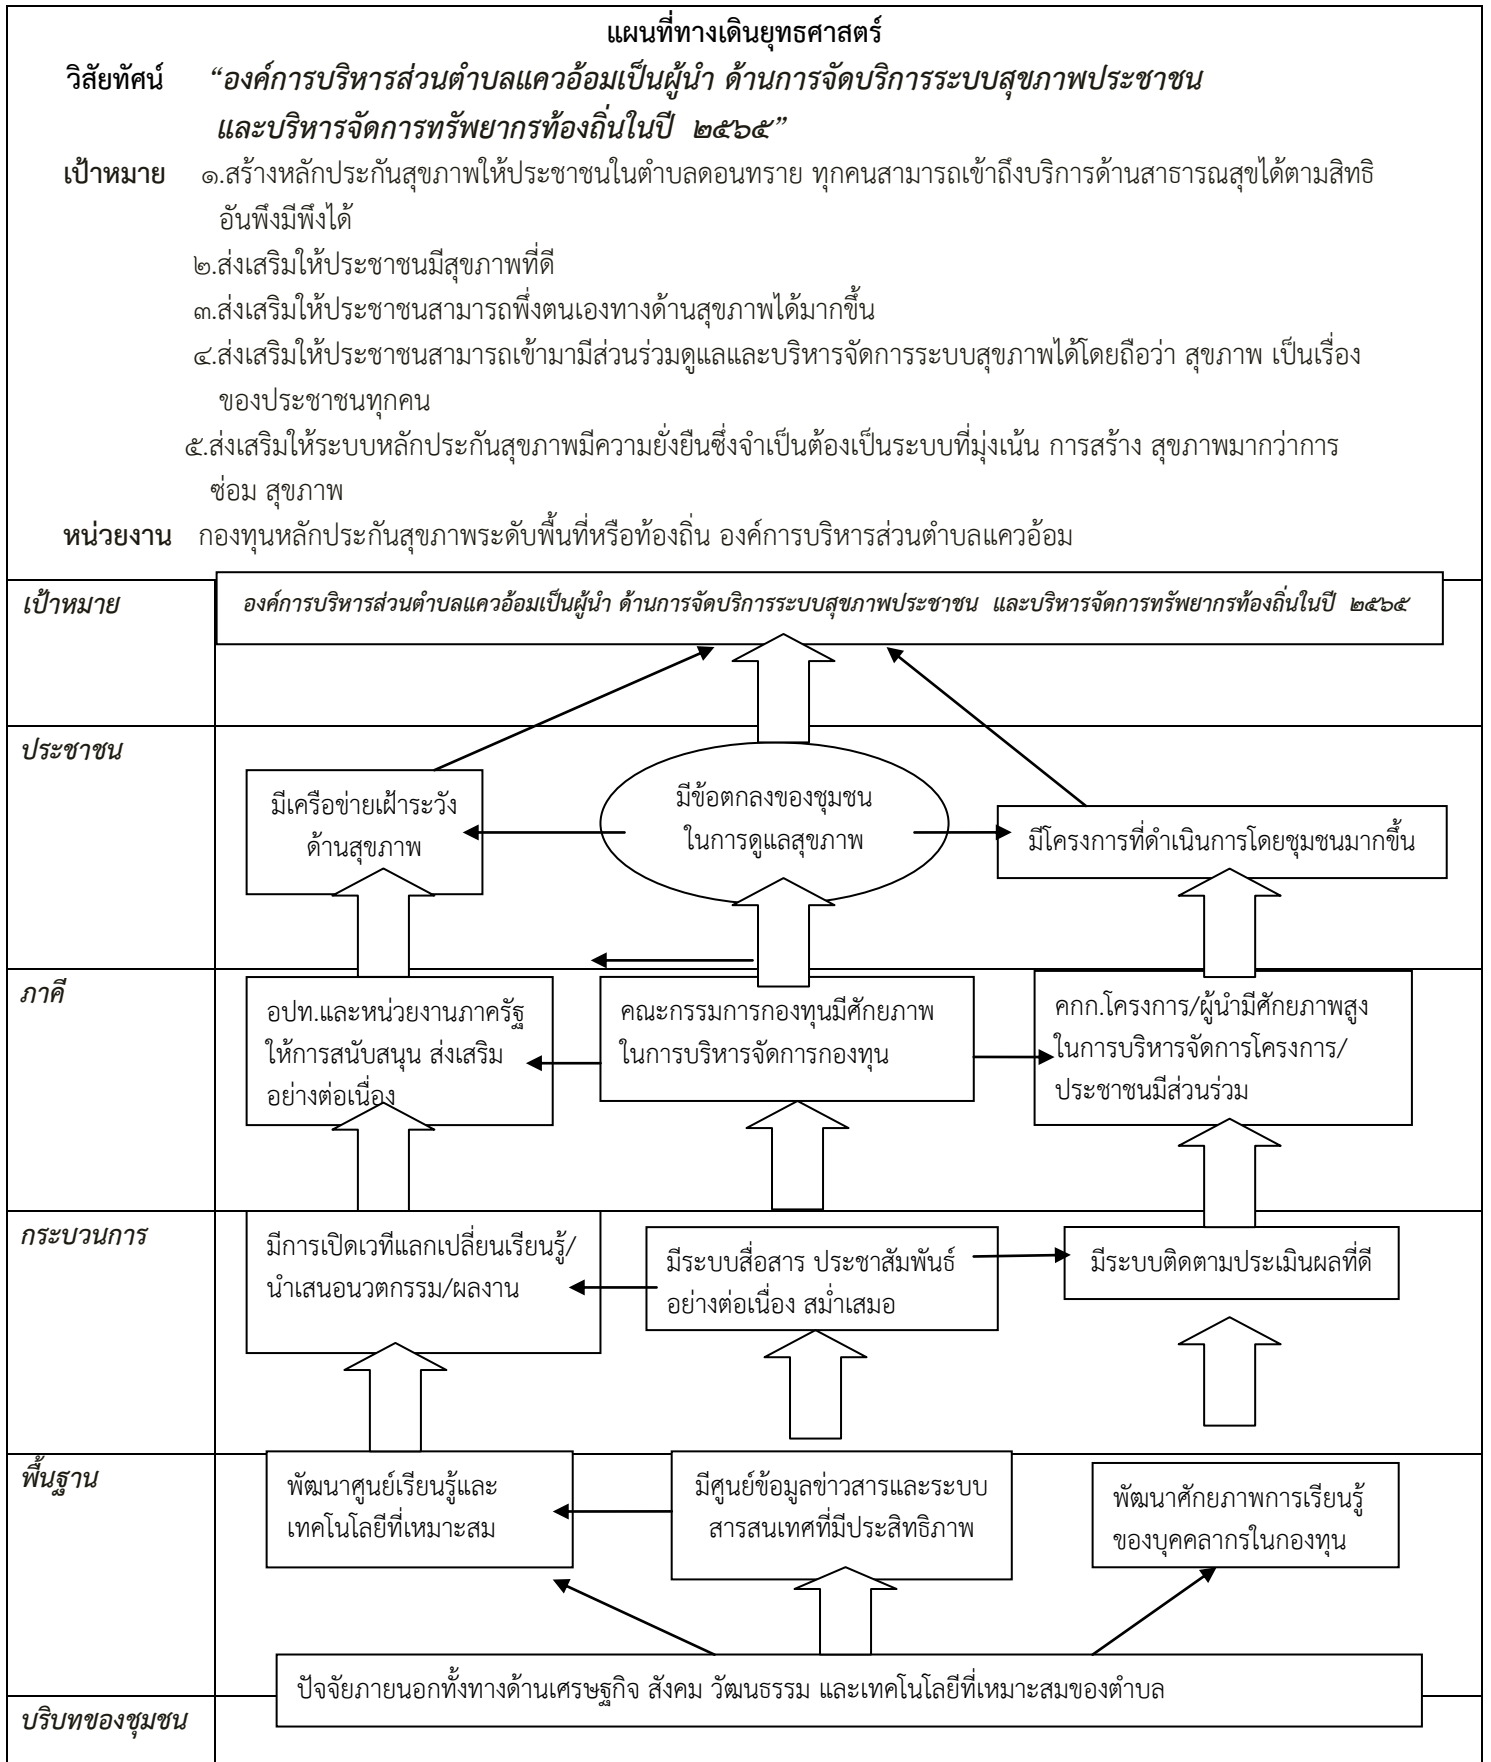 แผนที่ทางเดินยุทธศาสตร์
วิสัยทัศน์ “องค์การบริหารส่วนตำบลแควอ้อมเป็นผู้นำ ด้านการจัดบริการระบบสุขภาพประชาชน
และบริหารจัดการทรัพยากรท้องถิ่นในปี ๒๕๖๕”
เป้าหมาย ๑.สร้างหลักประกันสุขภาพให้ประชาชนในตำบลดอนทราย ทุกคนสามารถเข้าถึงบริการด้านสาธารณสุขได้ตามสิทธิ
อันพึงมีพึงได้
๒.ส่งเสริมให้ประชาชนมีสุขภาพที่ดี
๓.ส่งเสริมให้ประชาชนสามารถพึ่งตนเองทางด้านสุขภาพได้มากขึ้น
๔.ส่งเสริมให้ประชาชนสามารถเข้ามามีส่วนร่วมดูแลและบริหารจัดการระบบสุขภาพได้โดยถือว่า สุขภาพ เป็นเรื่อง
ของประชาชนทุกคน
๕.ส่งเสริมให้ระบบหลักประกันสุขภาพมีความยั่งยืนซึ่งจำเป็นต้องเป็นระบบที่มุ่งเน้น การสร้าง สุขภาพมากว่าการ
ซ่อม สุขภาพ
หน่วยงาน กองทุนหลักประกันสุขภาพระดับพื้นที่หรือท้องถิ่น องค์การบริหารส่วนตำบลแควอ้อม
เป้าหมาย
องค์การบริหารส่วนตำบลแควอ้อมเป็นผู้นำ ด้านการจัดบริการระบบสุขภาพประชาชน และบริหารจัดการทรัพยากรท้องถิ่นในปี ๒๕๖๕
ประชาชน
มีเครือข่ายเฝ้าระวัง
ด้านสุขภาพ
มีข้อตกลงของชุมชน
ในการดูแลสุขภาพ
มีโครงการที่ดำเนินการโดยชุมชนมากขึ้น
ภาคี
อปท.และหน่วยงานภาครัฐ
ให้การสนับสนุน ส่งเสริม
อย่างต่อเนื่อง
คณะกรรมการกองทุนมีศักยภาพ
ในการบริหารจัดการกองทุน
คกก.โครงการ/ผู้นำมีศักยภาพสูง
ในการบริหารจัดการโครงการ/
ประชาชนมีส่วนร่วม
กระบวนการ
มีการเปิดเวทีแลกเปลี่ยนเรียนรู้/
นำเสนอนวตกรรม/ผลงาน
มีระบบสื่อสาร ประชาสัมพันธ์
อย่างต่อเนื่อง สม่ำเสมอ
มีระบบติดตามประเมินผลที่ดี
พื้นฐาน
พัฒนาศูนย์เรียนรู้และ
เทคโนโลยีที่เหมาะสม
มีศูนย์ข้อมูลข่าวสารและระบบ
สารสนเทศที่มีประสิทธิภาพ
พัฒนาศักยภาพการเรียนรู้
ของบุคคลากรในกองทุน
ปัจจัยภายนอกทั้งทางด้านเศรษฐกิจ สังคม วัฒนธรรม และเทคโนโลยีที่เหมาะสมของตำบล
บริบทของชุมชน